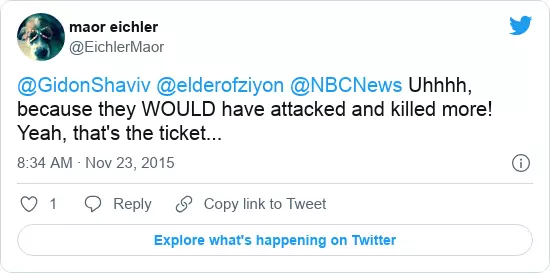 maor eichler
@EichlerMaor
@GidonShaviv @elderofziyon @NBCNews Uhhhh,
because they WOULD have attacked and killed more!
Yeah, that's the ticket...
8:34 AM · Nov 23, 2015
1 Reply Copy link to Tweet
Explore what's happening on Twitter